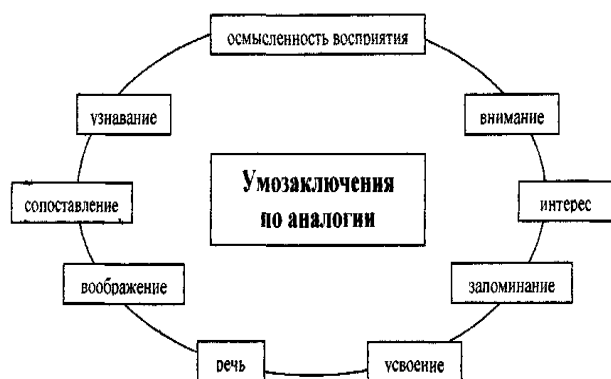 осмысленность восприятия
узнавание
внимание
Умозаключения
по аналогии
сопоставление
интерес
воображение
запоминание
речь
усвоение